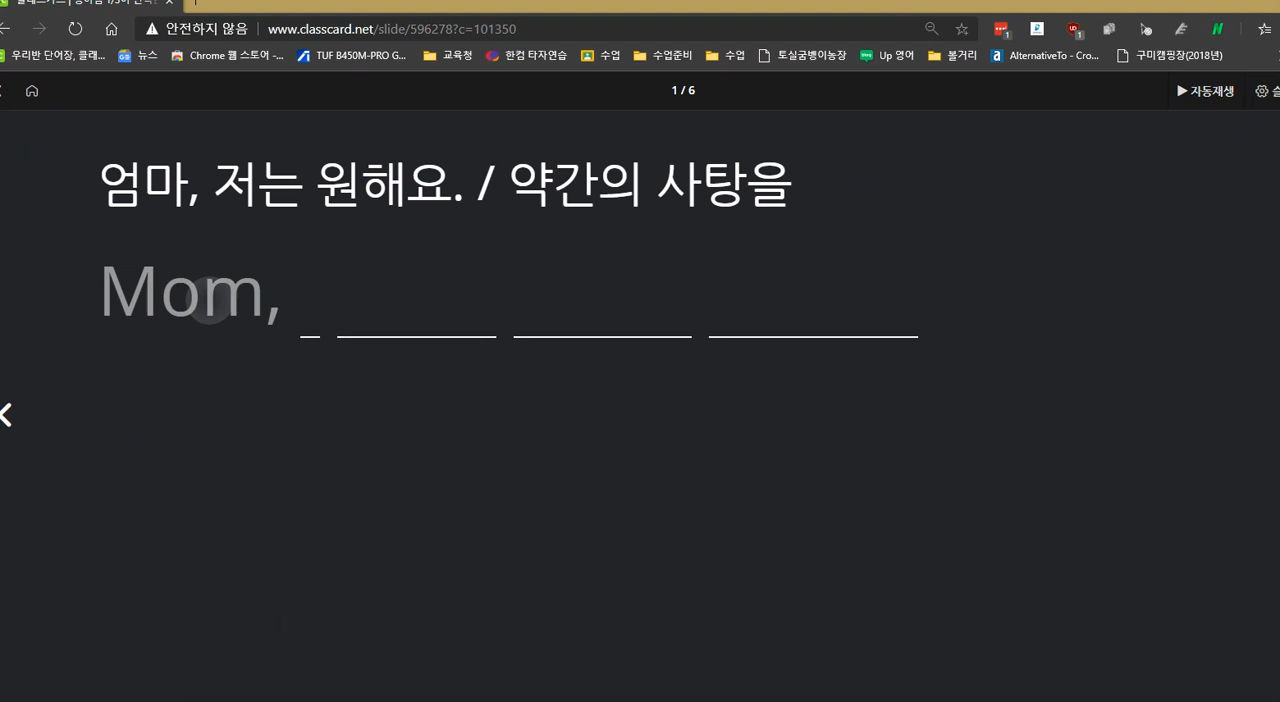 안전하지 않음 www.classcard.net/slide/596278?c=101350
우리반 단어장, 클래... 뉴스 Chrome 웹 스토어 -... TUF B450M-PRO G... 교육청 한컴 타자연습 수업 수업준비 수업 토실굼벵이농장 Up 영어 볼거리 AlternativeTo - Cro... 구미캠핑장(2018년)
1 / 6 자동재생
엄마, 저는 원해요. / 약간의 사탕을
Mom,